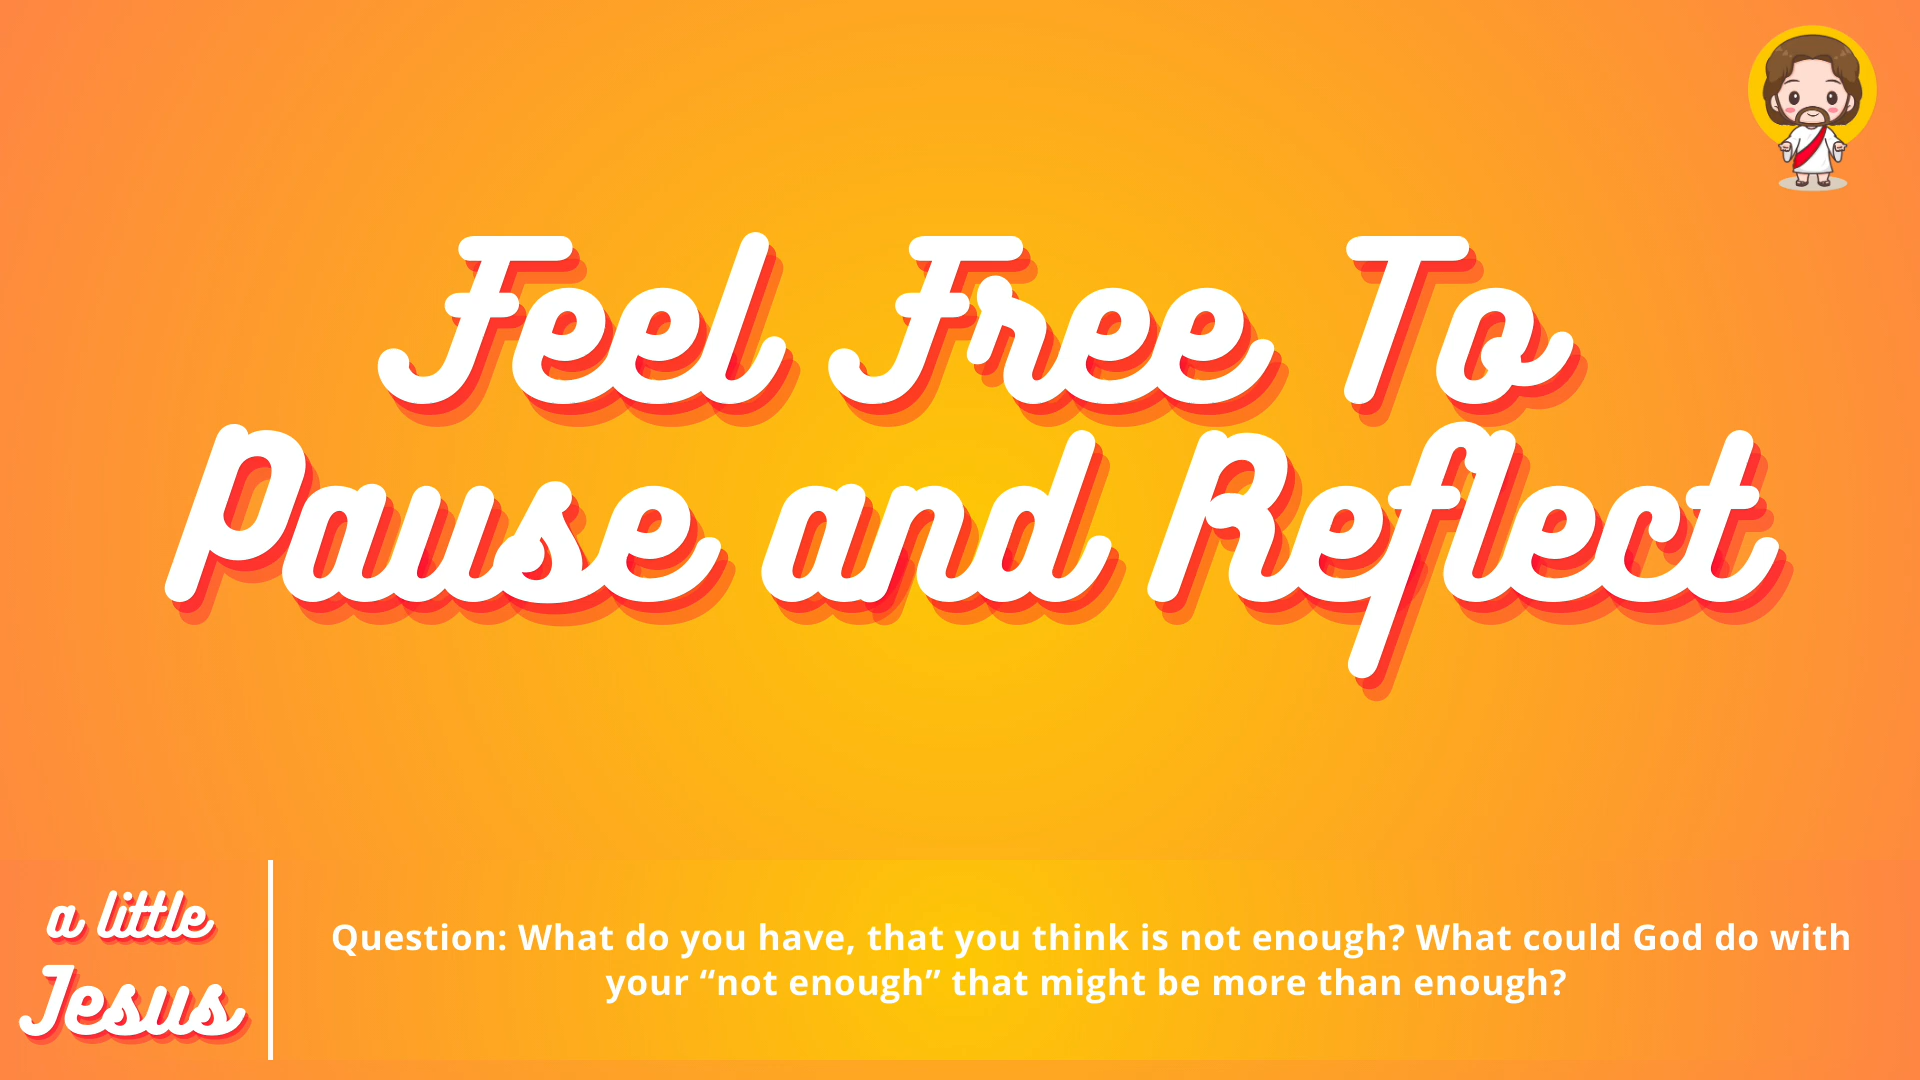 Feel Free To
Pause and Reflect
a little
Jesus
Question: What do you have, that you think is not enough? What could God do with
your “not enough” that might be more than enough?